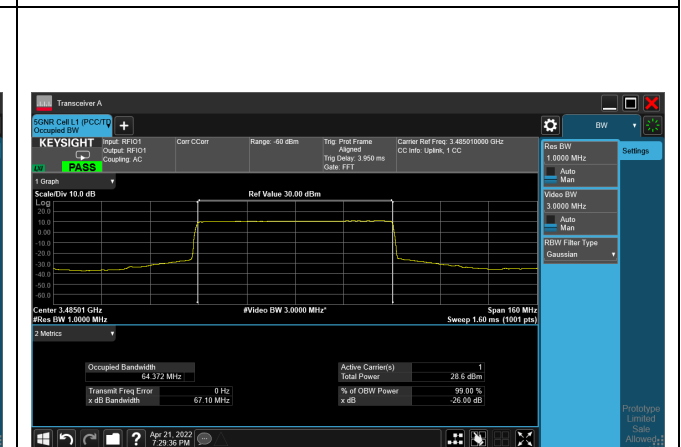 Transceiver A
5GNR Cell L1 (PCC/TD
Occupied BW
BW
KEYSIGHT
Input: RFIO1
Output: RFIO1
Coupling: AC
Corr CCorr
Range: -60 dBm
Trig: Prot Frame
Aligned
Trig Delay: 3.950 ms
Gate: FFT
Carrier Ref Freq: 3.485010000 GHz
CC Info: Uplink, 1 CC
LNI
PASS
Res BW
1.0000 MHz
Auto
Man
Settings
Video BW
3.0000 MHz
Auto
Man
RBW Filter Type
Gaussian
1 Graph
Scale/Div 10.0 dB
Ref Value 30.00 dBm
Log
20.0
10.0
0.00
-10.0
-20.0
-30.0
-40.0
-50.0
-60.0
Center 3.48501 GHz
#Video BW 3.0000 MHz*
Span 160 MHz
#Res BW 1.0000 MHz
Sweep 1.60 ms (1001 pts)
2 Metrics
Occupied Bandwidth
64.372 MHz
Active Carrier(s) 1
Total Power 28.6 dBm
Transmit Freq Error 0 Hz
x dB Bandwidth 67.10 MHz
% of OBW Power 99.00 %
x dB -26.00 dB
Prototype
Limited
Sale
Allowed
Apr 21, 2022
7:29:36 PM